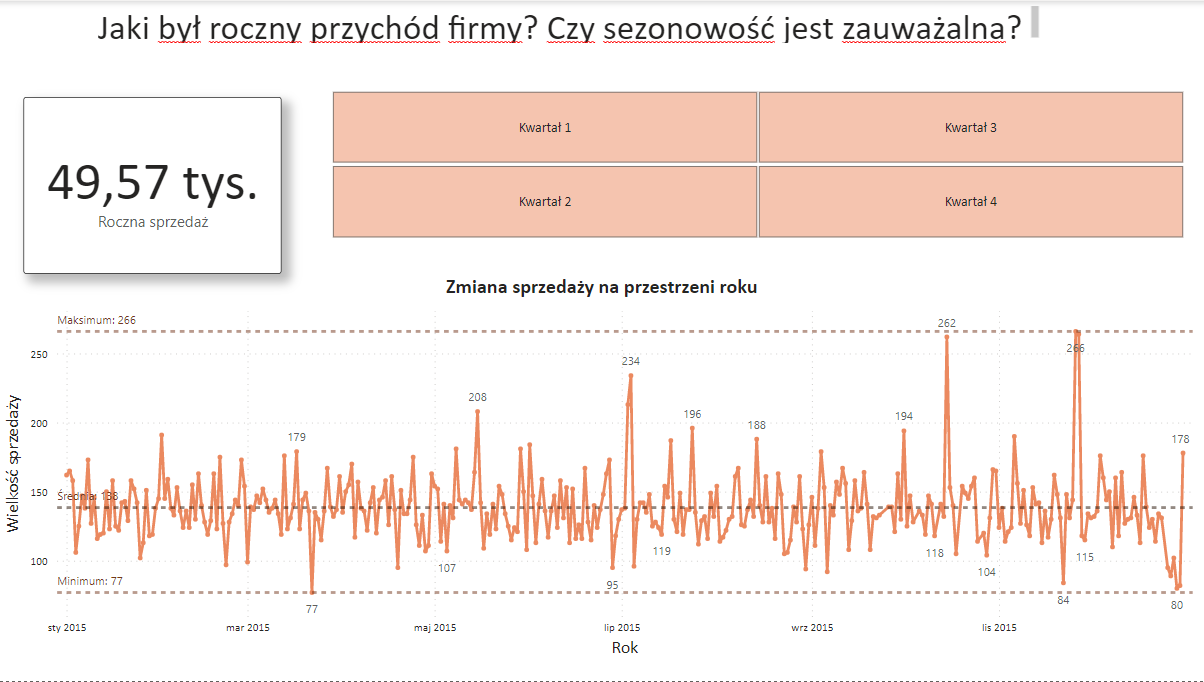 Jaki był roczny przychód firmy? Czy sezonowość jest zauważalna?
49,57 tys.
Roczna sprzedaż
Kwartał 1
Kwartał 3
Kwartał 2
Kwartał 4
Zmiana sprzedaży na przestrzeni roku
Maksimum: 266
262
266
250
234
208
200
196
194
188
179
178
Wielkość sprzedaży
150
Średnia: 138
119
118
115
107
104
100
95
Minimum: 77
84
80
77
sty 2015
mar 2015
maj 2015
lip 2015
wrz 2015
lis 2015
Rok